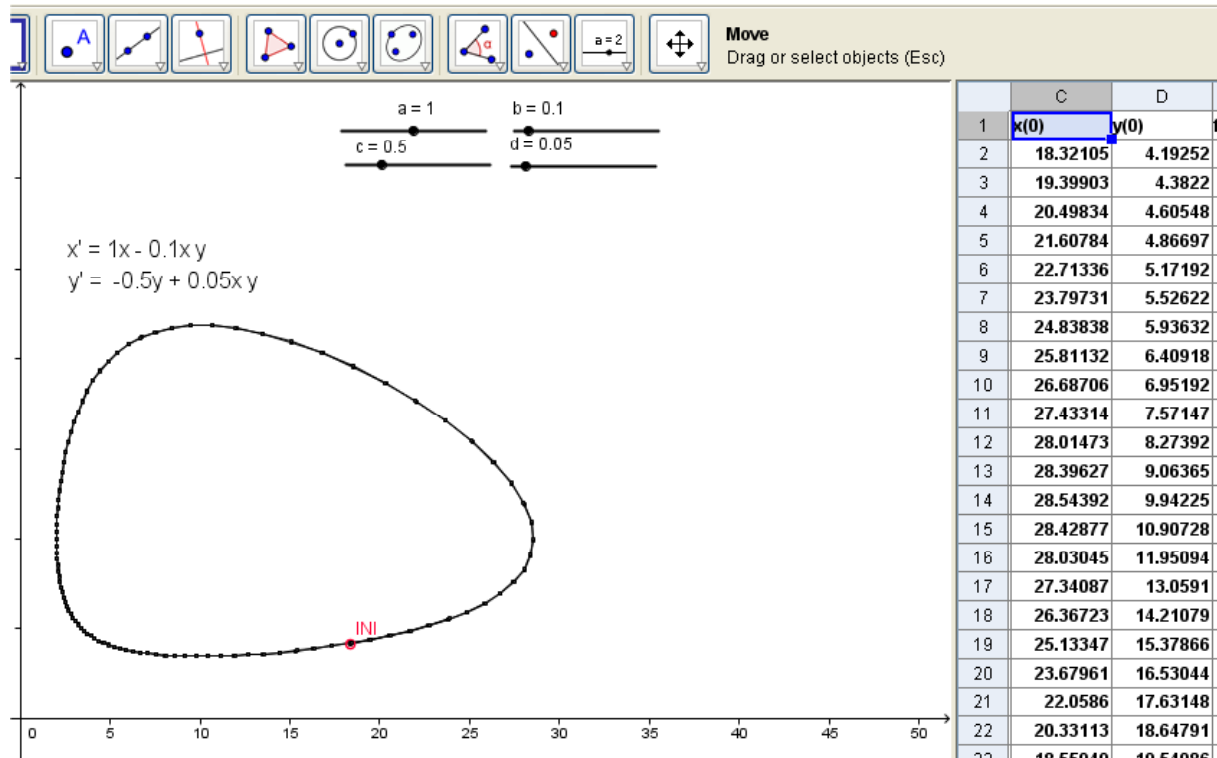 A
α
a = 2
Move
Drag or select objects (Esc)
a = 1 b = 0.1
c = 0.5 d = 0.05
x' = 1x - 0.1x y
y' = -0.5y + 0.05x y
INI
0 5 10 15 20 25 30 35 40 45 50
C D
1 x(0) y(0)
2 18.32105 4.19252
3 19.39903 4.3822
4 20.49834 4.60548
5 21.60784 4.86697
6 22.71336 5.17192
7 23.79731 5.52622
8 24.83838 5.93632
9 25.81132 6.40918
10 26.68706 6.95192
11 27.43314 7.57147
12 28.01473 8.27392
13 28.39627 9.06365
14 28.54392 9.94225
15 28.42877 10.90728
16 28.03045 11.95094
17 27.34087 13.0591
18 26.36723 14.21079
19 25.13347 15.37866
20 23.67961 16.53044
21 22.0586 17.63148
22 20.33113 18.64791